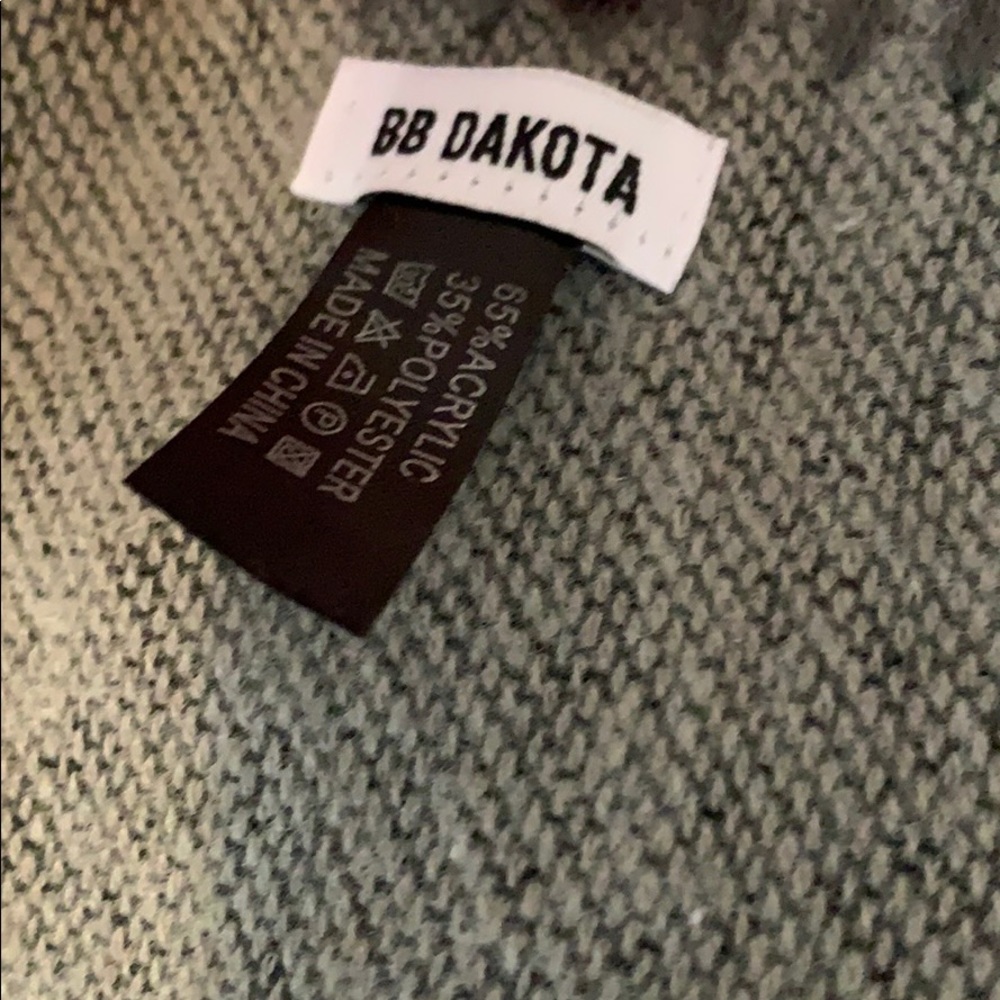 BB DAKOTA
65%ACRYLIC
35%POLYESTER
P
MADE IN CHINA